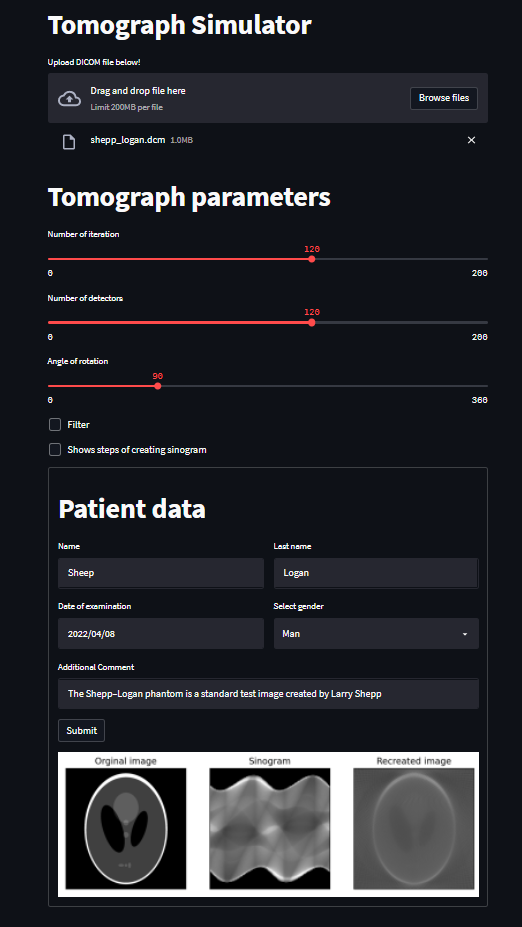 Tomograph Simulator
Upload DICOM file below!
Drag and drop file here
Limit 200MB per file
Browse files
shepp_logan.dcm 1.0MB
Tomograph parameters
Number of iteration
120
0 200
Number of detectors
120
0 200
Angle of rotation
90
0 360
Filter
Shows steps of creating sinogram
Patient data
Name Last name
Sheep Logan
Date of examination Select gender
2022/04/08 Man
Additional Comment
The Shepp–Logan phantom is a standard test image created by Larry Shepp
Submit
Orginal image Sinogram Recreated image